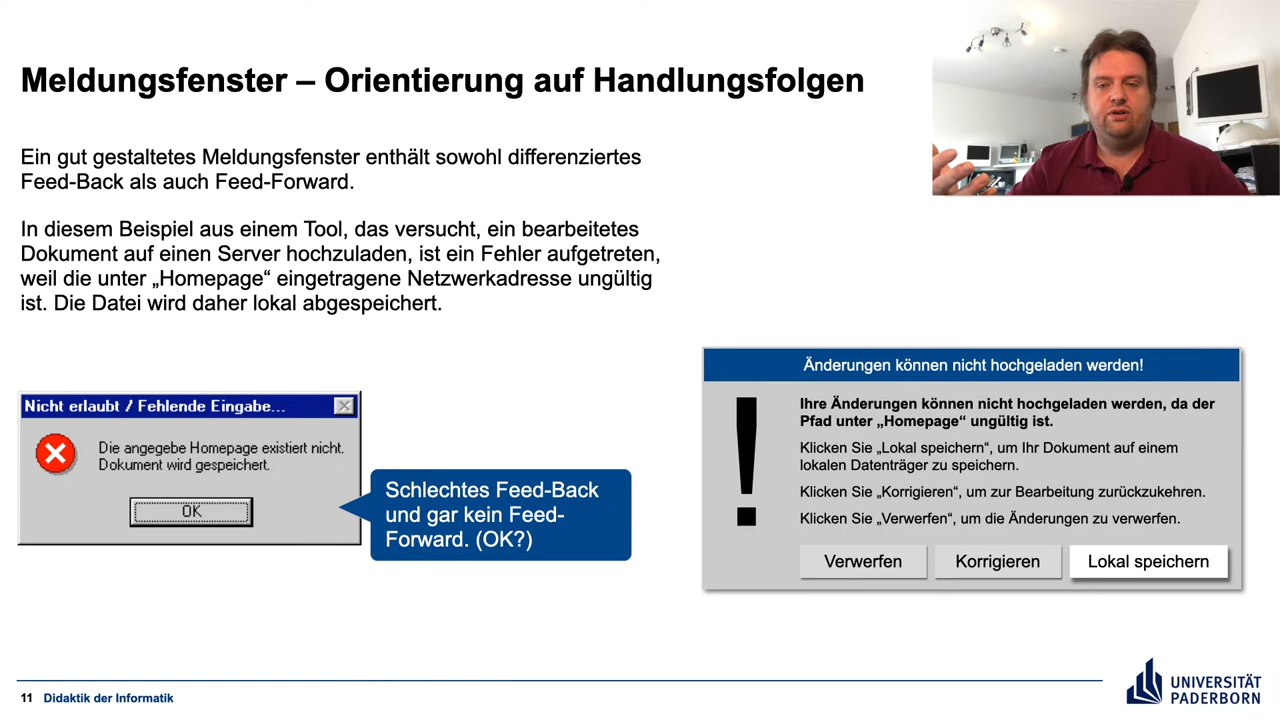 Meldungsfenster – Orientierung auf Handlungsfolgen
Ein gut gestaltetes Meldungsfenster enthält sowohl differenziertes
Feed-Back als auch Feed-Forward.
In diesem Beispiel aus einem Tool, das versucht, ein bearbeitetes
Dokument auf einen Server hochzuladen, ist ein Fehler aufgetreten,
weil die unter „Homepage“ eingetragene Netzwerkadresse ungültig
ist. Die Datei wird daher lokal abgespeichert.
Nicht erlaubt / Fehlende Eingabe...
Die angegebe Homepage existiert nicht.
Dokument wird gespeichert.
OK
Schlechtes Feed-Back
und gar kein Feed-
Forward. (OK?)
Änderungen können nicht hochgeladen werden!
Ihre Änderungen können nicht hochgeladen werden, da der
Pfad unter „Homepage“ ungültig ist.
Klicken Sie „Lokal speichern“, um Ihr Dokument auf einem
lokalen Datenträger zu speichern.
Klicken Sie „Korrigieren“, um zur Bearbeitung zurückzukehren.
Klicken Sie „Verwerfen“, um die Änderungen zu verwerfen.
Verwerfen Korrigieren Lokal speichern
11 Didaktik der Informatik
UNIVERSITÄT
PADERBORN